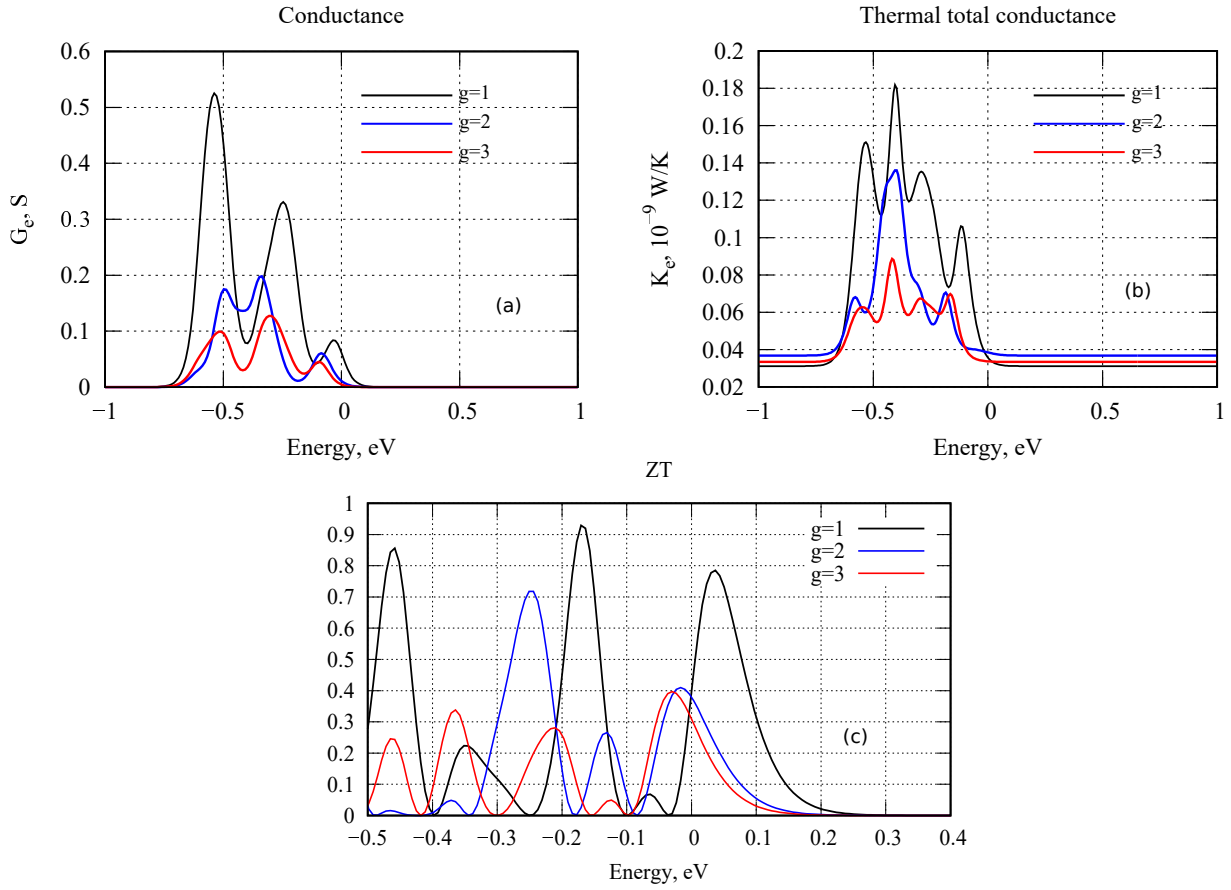 Conductance
0.6
0.5
0.4
0.3
0.2
0.1
0
G_e, S
g=1
g=2
g=3
(a)
−1
−0.5
0
0.5
1
Energy, eV
Thermal total conductance
0.2
0.18
0.16
0.14
0.12
0.1
0.08
0.06
0.04
0.02
K_e, 10^−9 W/K
g=1
g=2
g=3
(b)
−1
−0.5
0
0.5
1
Energy, eV
ZT
1
0.9
0.8
0.7
0.6
0.5
0.4
0.3
0.2
0.1
0
g=1
g=2
g=3
(c)
−0.5
−0.4
−0.3
−0.2
−0.1
0
0.1
0.2
0.3
0.4
Energy, eV